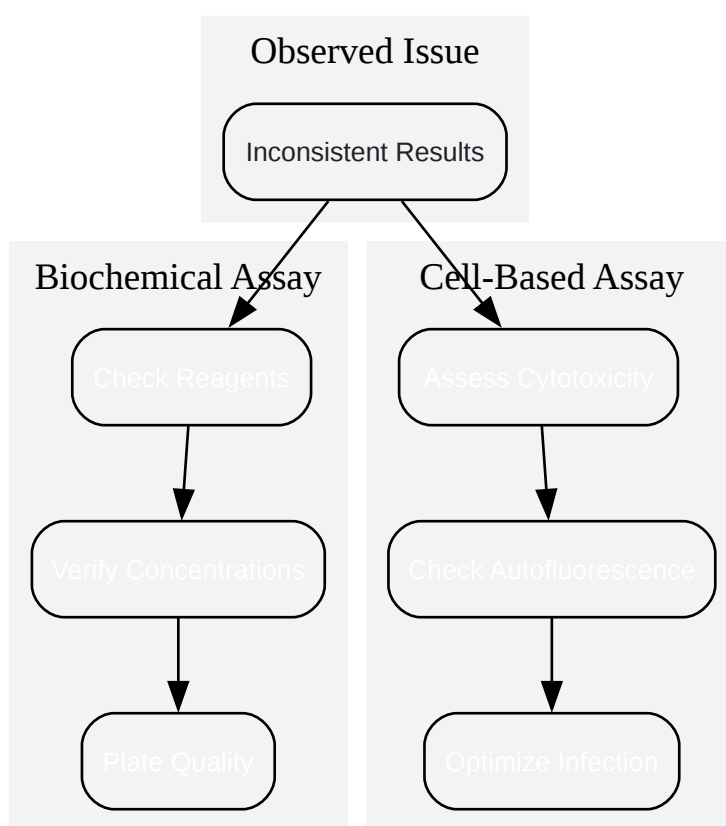 Observed Issue
Inconsistent Results
Biochemical Assay
Cell-Based Assay
Check Reagents
Assess Cytotoxicity
Verify Concentrations
Check Autofluorescence
Plate Quality
Optimize Infection